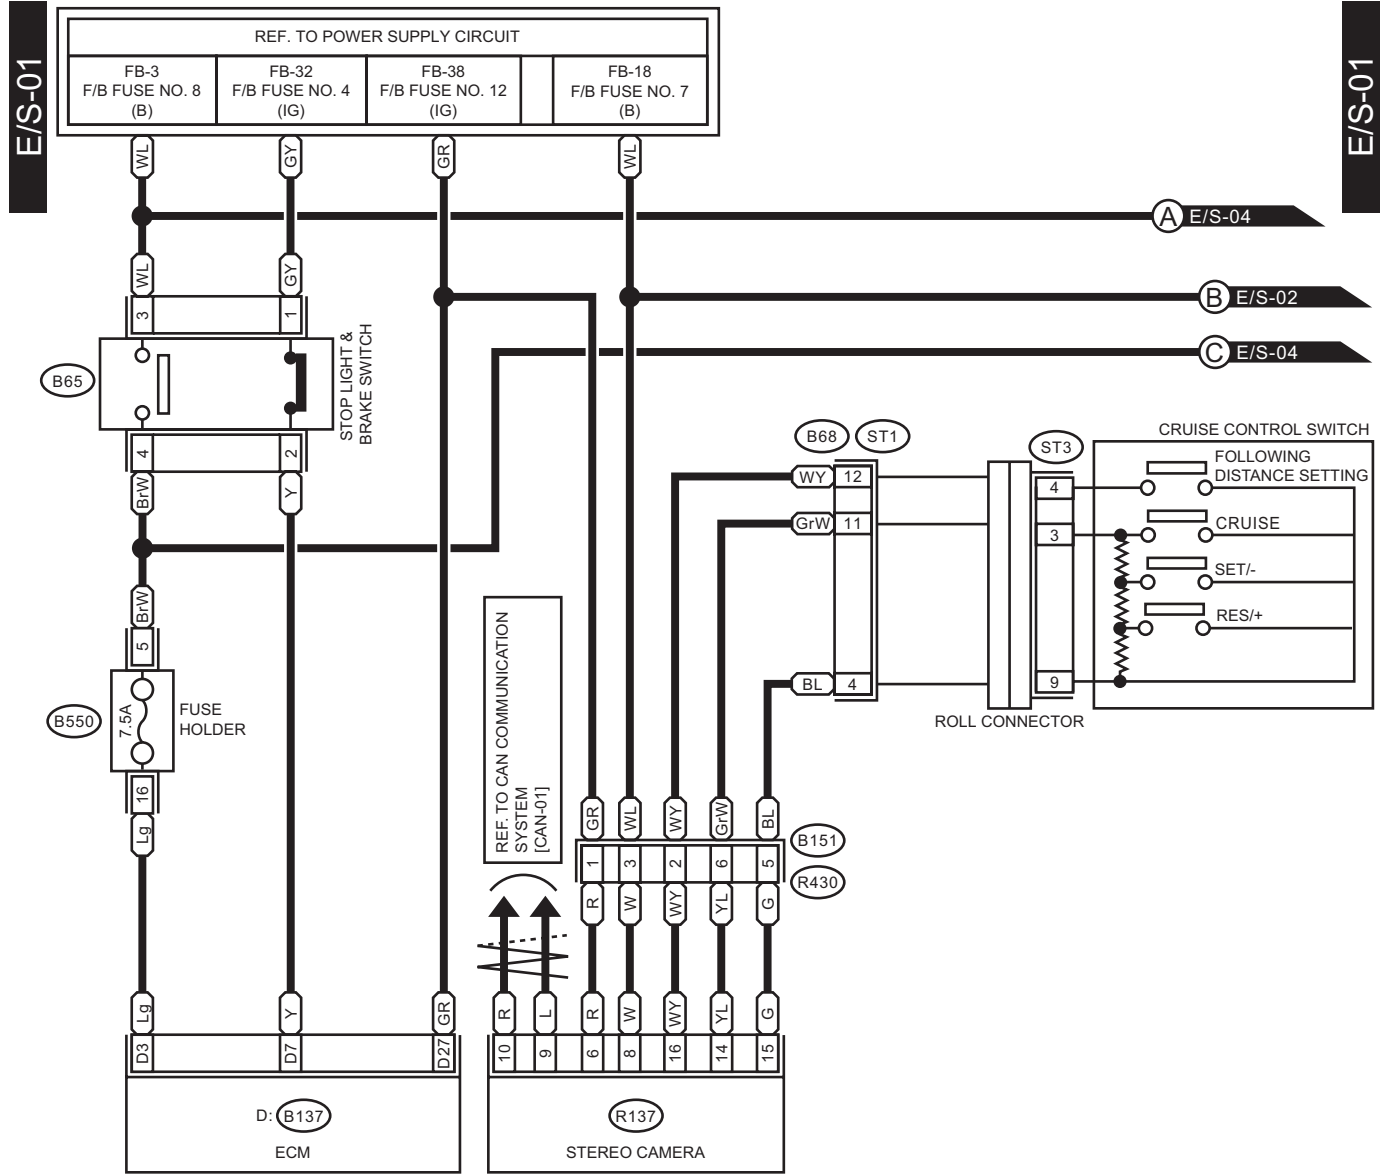 E/S-01
E/S-01
REF. TO POWER SUPPLY CIRCUIT
FB-3
F/B FUSE NO. 8
(B)
FB-32
F/B FUSE NO. 4
(IG)
FB-38
F/B FUSE NO. 12
(IG)
FB-18
F/B FUSE NO. 7
(B)
WL
GY
GR
WL
A
E/S-04
WL
GY
B
E/S-02
3
1
C
E/S-04
B65
STOP LIGHT &
BRAKE SWITCH
4
2
BrW
Y
B68
ST1
ST3
CRUISE CONTROL SWITCH
WY
12
4
FOLLOWING
DISTANCE SETTING
GrW
11
3
CRUISE
SET/-
RES/+
BL
4
9
ROLL CONNECTOR
BrW
5
B550
7.5A
FUSE
HOLDER
16
Lg
REF. TO CAN COMMUNICATION
SYSTEM
[CAN-01]
GR
WL
WY
GrW
BL
B151
1
3
2
6
5
R430
R
W
WY
YL
G
Lg
Y
GR
R
L
R
W
WY
YL
G
D3
D7
D27
10
9
6
8
16
14
15
D:
B137
ECM
R137
STEREO CAMERA